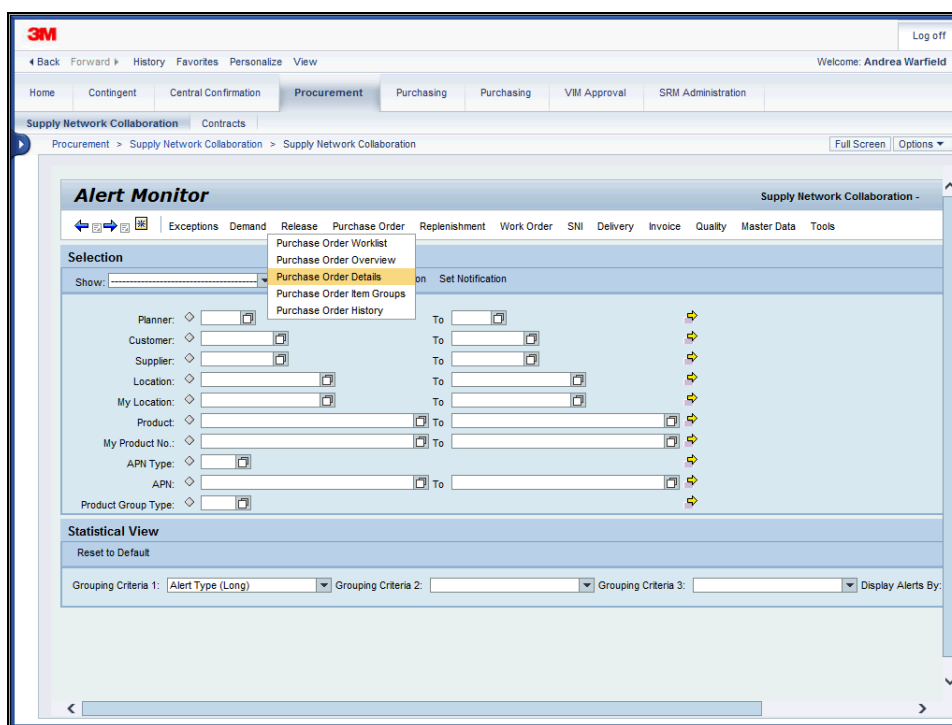 3M
Log off
Back Forward History Favorites Personalize View
Welcome: Andrea Warfield
Home Contingent Central Confirmation Procurement Purchasing Purchasing VIM Approval SRM Administration
Supply Network Collaboration Contracts
Procurement > Supply Network Collaboration > Supply Network Collaboration
Full Screen Options
Alert Monitor
Supply Network Collaboration -
Exceptions Demand Release Purchase Order Replenishment Work Order SNI Delivery Invoice Quality Master Data Tools
Purchase Order Worklist
Selection
Purchase Order Overview
Show: Purchase Order Details on Set Notification
Purchase Order Item Groups
Purchase Order History
Planner: To
Customer: To
Supplier: To
Location: To
My Location: To
Product: To
My Product No.: To
APN Type:
APN: To
Product Group Type:
Statistical View
Reset to Default
Grouping Criteria 1: Alert Type (Long) Grouping Criteria 2: Grouping Criteria 3: Display Alerts By: